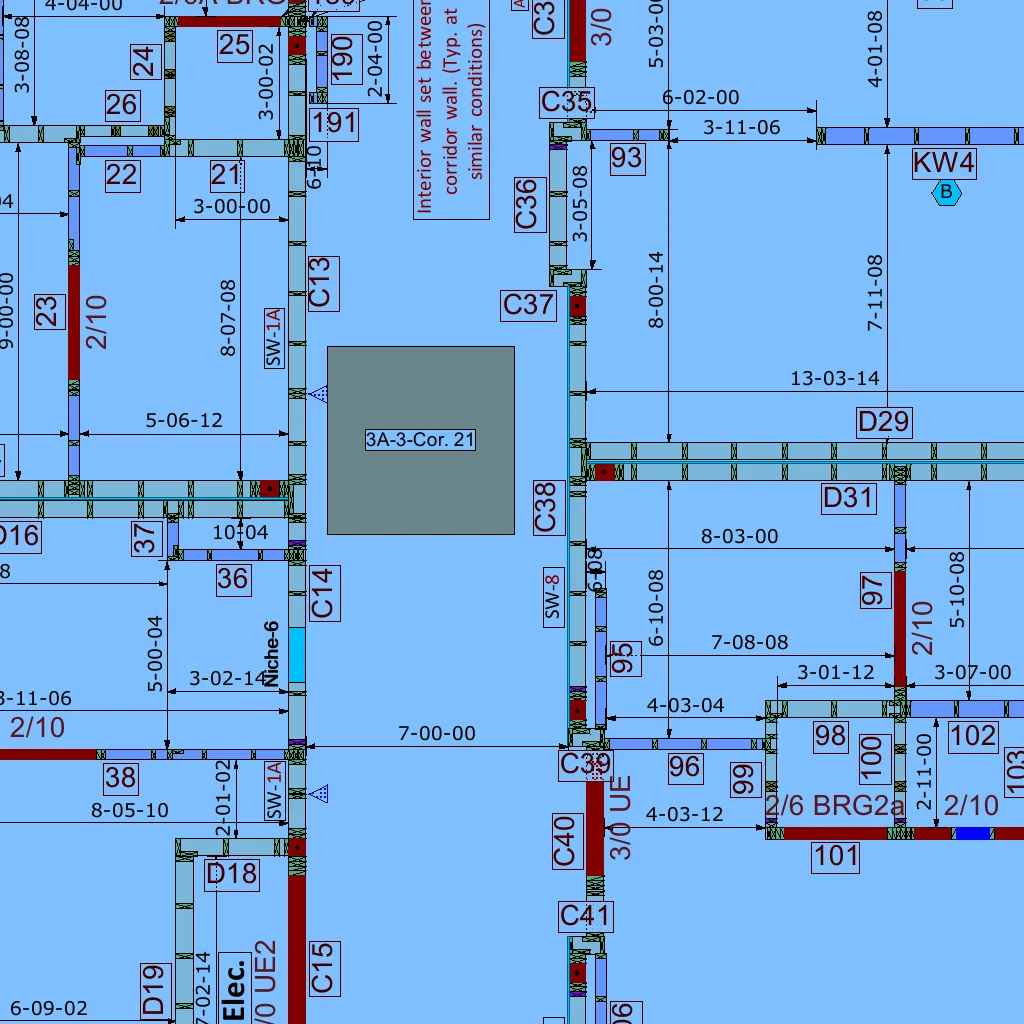 4-04-00
25
24
26
3-08-08
3-00-02
190
2-04-00
191
6-10
22
21
3-00-00
Interior wall set between
corridor wall. (Typ. at
similar conditions)
3/0
5-03-0
4-01-08
C35
6-02-00
3-11-06
93
KW4
B
C36
3-05-08
C37
8-00-14
7-11-08
C13
SW-1A
23
2/10
9-00-00
8-07-08
5-06-12
3A-3-Cor. 21
13-03-14
D29
D31
D16
37
10-04
36
C14
C38
SW-8
6-08
8-03-00
97
2/10
5-10-08
6-10-08
95
7-08-08
3-01-12
3-07-00
5-00-04
3-02-14
Niche-6
3-11-06
2/10
38
8-05-10
2-01-02
SW-1A
7-00-00
4-03-04
C39
96
99
98
100
102
103
2-11-00
2/6 BRG2a
2/10
101
C40
3/0 UE
4-03-12
C41
D18
D19
7-02-14
Elec.
/0 UE2
C15
6-09-02